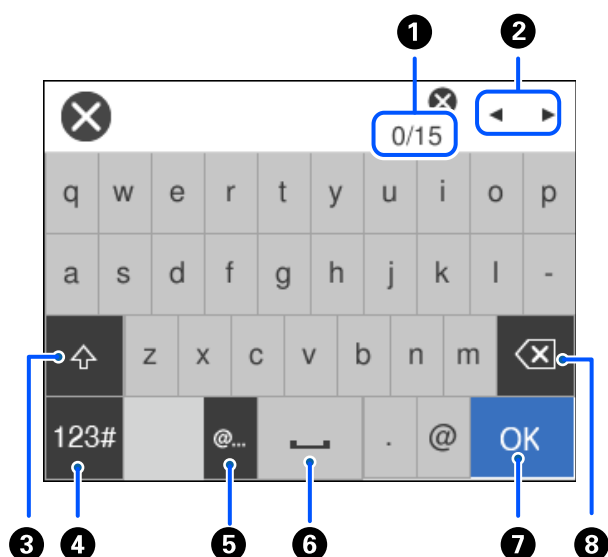 1 2
0/15
q w e r t y u i o p
a s d f g h j k l -
z x c v b n m
123# @... . @ OK
3 4 5 6 7 8